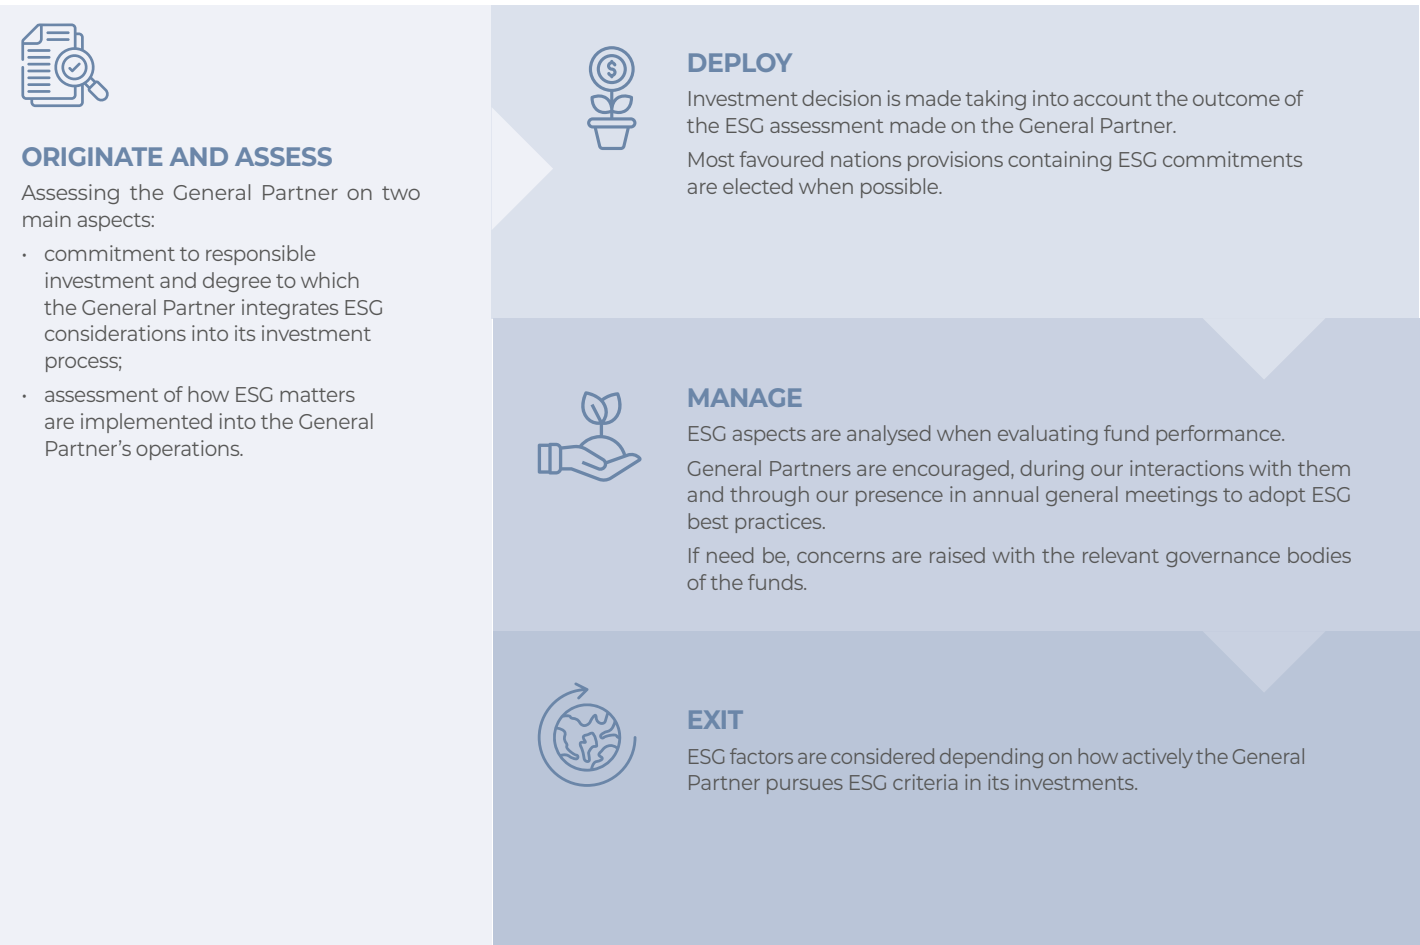 ORIGINATE AND ASSESS
Assessing the General Partner on two
main aspects:
• commitment to responsible
investment and degree to which
the General Partner integrates ESG
considerations into its investment
process;
• assessment of how ESG matters
are implemented into the General
Partner’s operations.
DEPLOY
Investment decision is made taking into account the outcome of
the ESG assessment made on the General Partner.
Most favoured nations provisions containing ESG commitments
are elected when possible.
MANAGE
ESG aspects are analysed when evaluating fund performance.
General Partners are encouraged, during our interactions with them
and through our presence in annual general meetings to adopt ESG
best practices.
If need be, concerns are raised with the relevant governance bodies
of the funds.
EXIT
ESG factors are considered depending on how actively the General
Partner pursues ESG criteria in its investments.